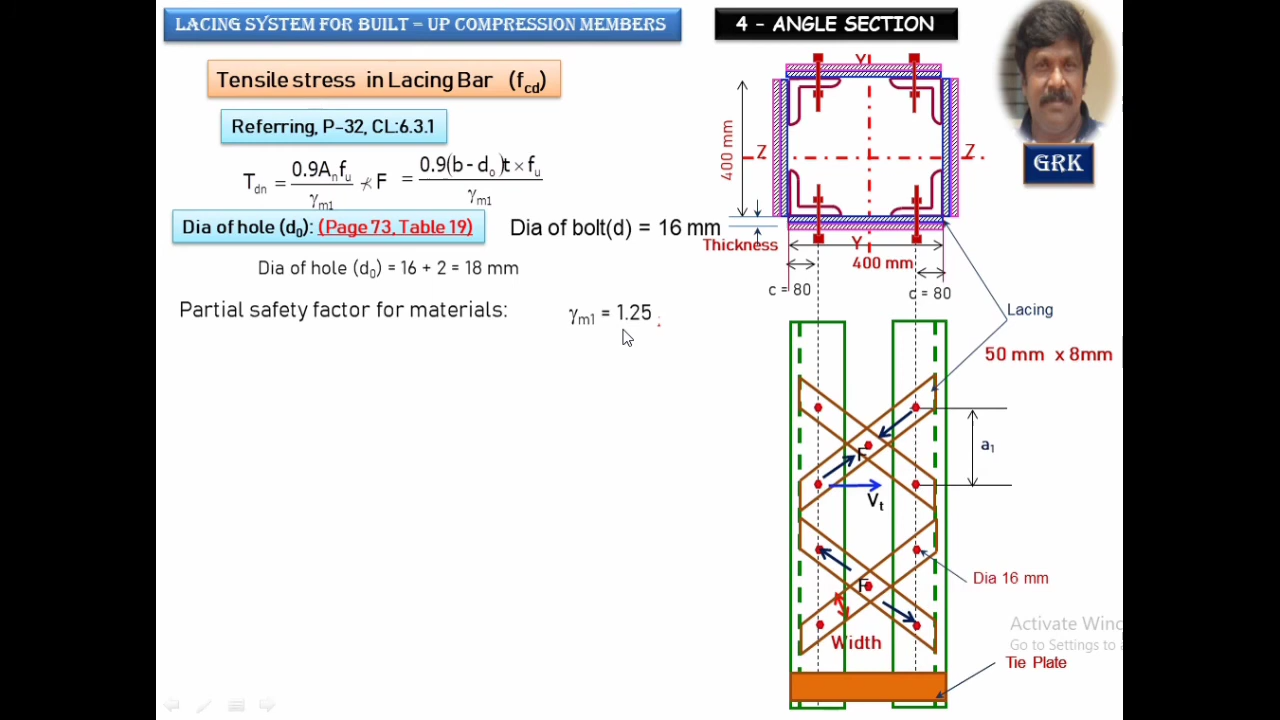 LACING SYSTEM FOR BUILT – UP COMPRESSION MEMBERS
4 – ANGLE SECTION
Tensile stress in Lacing Bar (fcd)
Referring, P-32, CL:6.3.1
Tdn = 0.9Anfu / γm1 ≮ F = 0.9(b - do)t × fu / γm1
Dia of hole (d0): (Page 73, Table 19)
Dia of bolt(d) = 16 mm
Dia of hole (d0) = 16 + 2 = 18 mm
Partial safety factor for materials: γm1 = 1.25 :
GRK
Y
400 mm
Z
Z
Thickness
Y
400 mm
c = 80
c = 80
Lacing
50 mm x 8mm
a1
F
Vt
F
Dia 16 mm
Width
Activate Winc
Go to Settings to a
Tie Plate